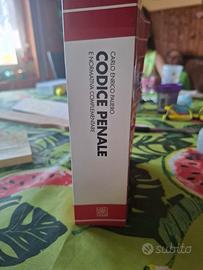 CARLO ENRICO PALIERO
CODICE PENALE
E NORMATIVA COMPLEMENTARE
subito